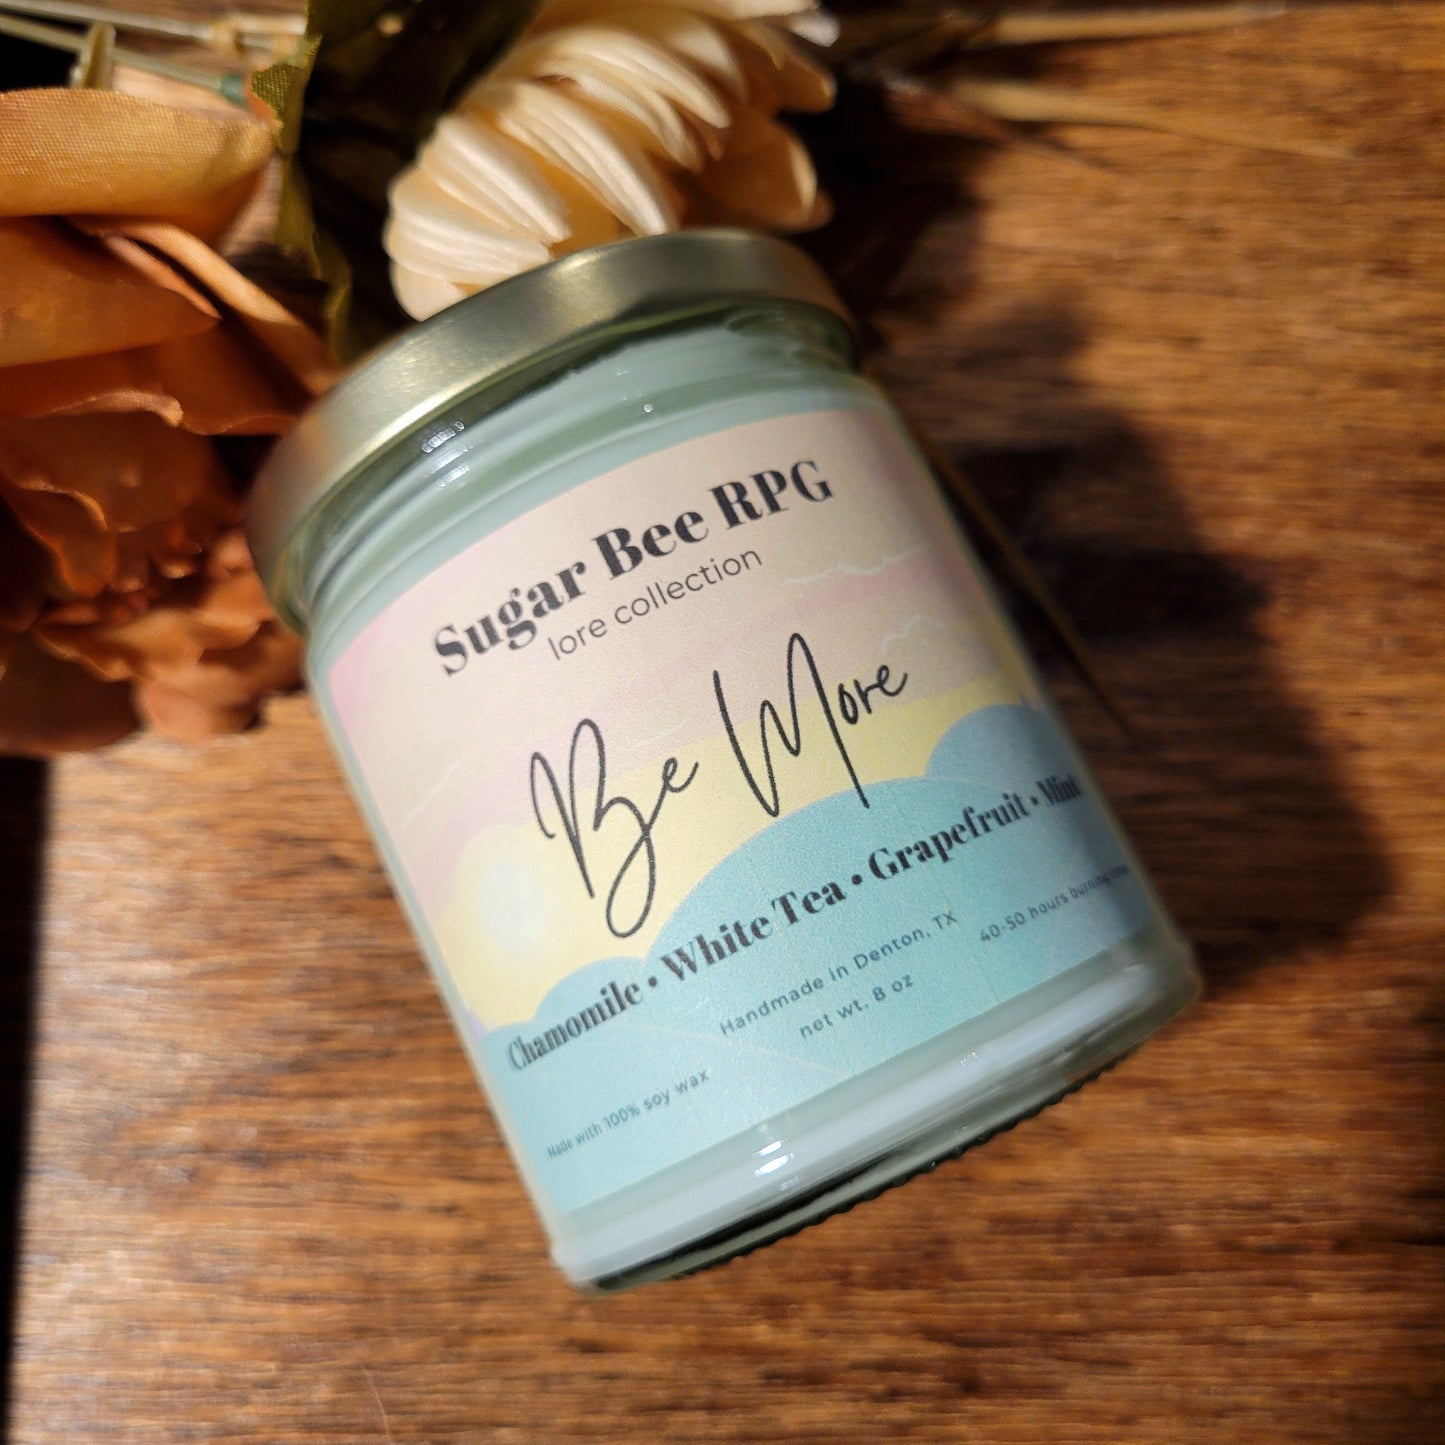 Sugar Bee RPG
lore collection
Be More
Chamomile • White Tea • Grapefruit • Mint
Made with 100% soy wax
Handmade in Denton, TX
net wt. 8 oz
40-50 hours burning time